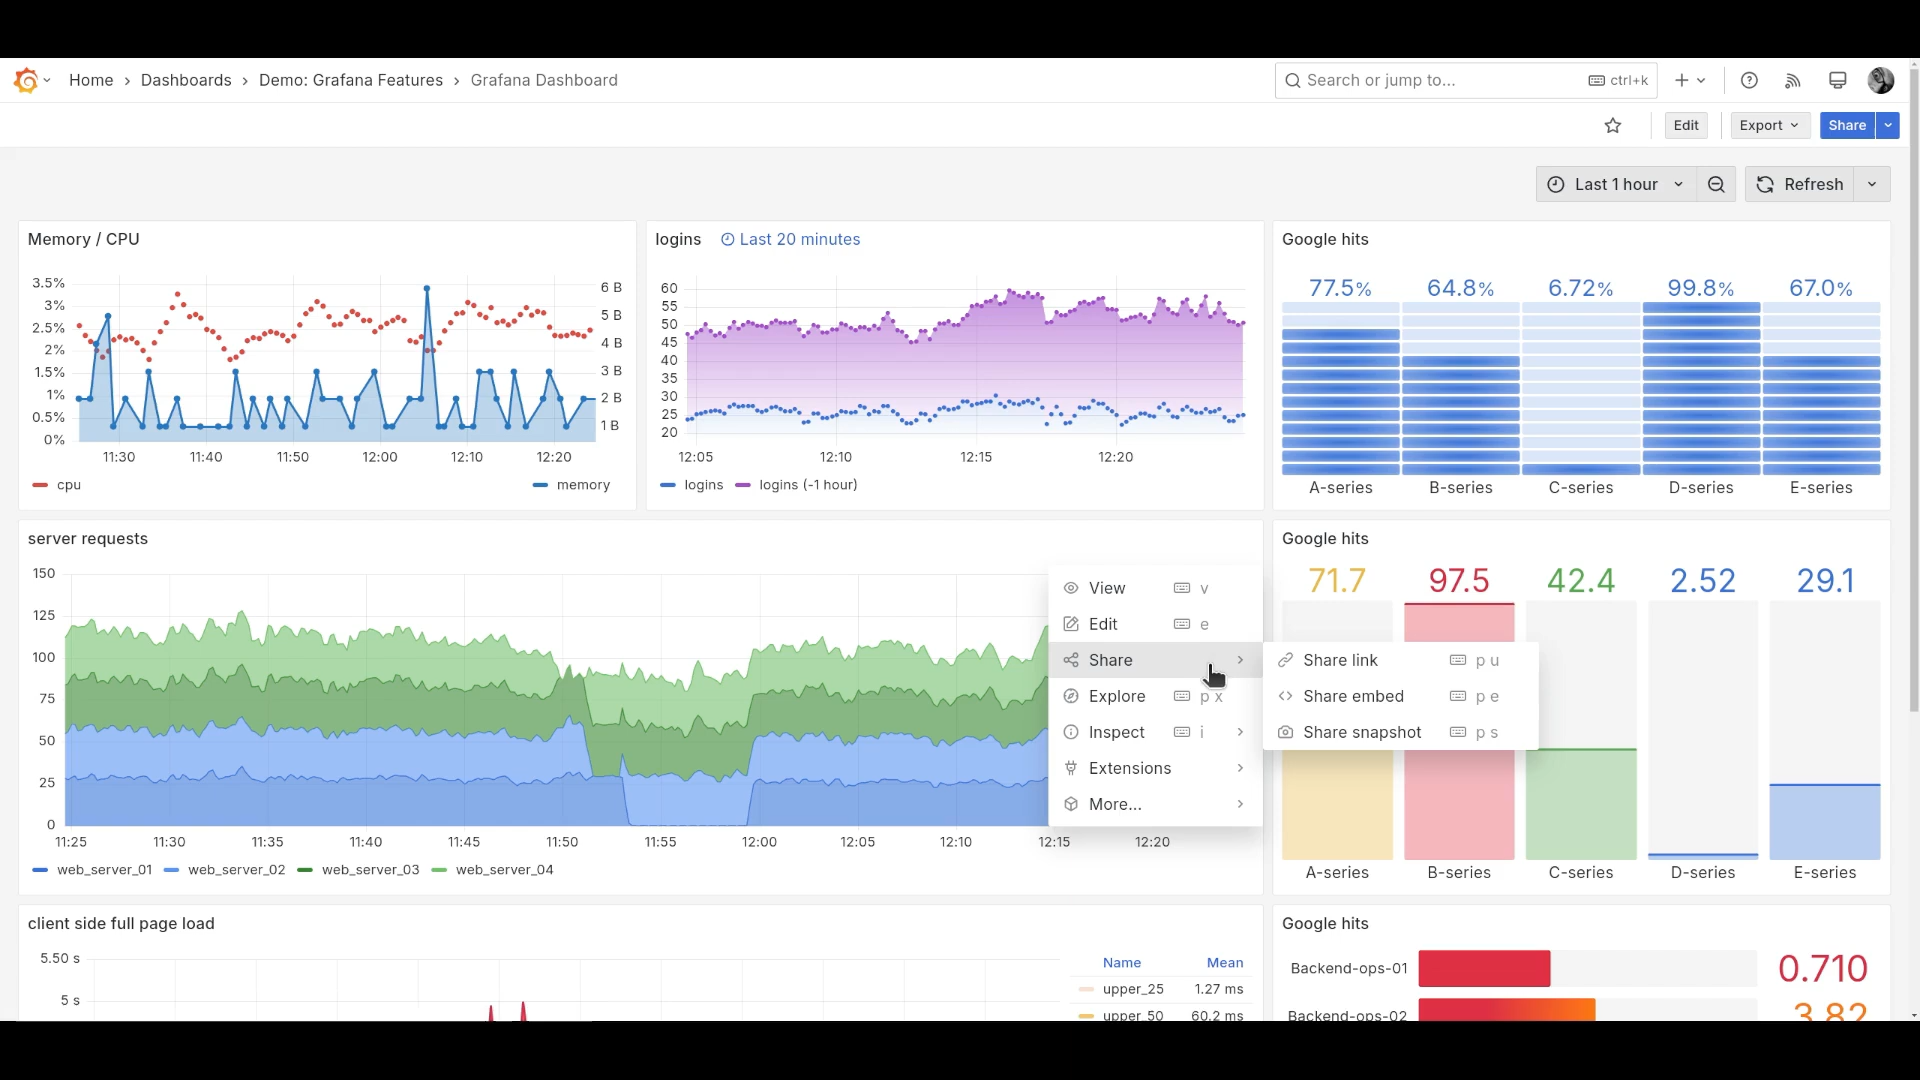 Home › Dashboards › Demo: Grafana Features › Grafana Dashboard
Search or jump to... ctrl+k
Edit Export Share
Last 1 hour Refresh
Memory / CPU
3.5%
3%
2.5%
2%
1.5%
1%
0.5%
0%
6 B
5 B
4 B
3 B
2 B
1 B
11:30 11:40 11:50 12:00 12:10 12:20
cpu memory
logins Last 20 minutes
60
55
50
45
40
35
30
25
20
12:05 12:10 12:15 12:20
logins logins (-1 hour)
Google hits
77.5% 64.8% 6.72% 99.8% 67.0%
A-series B-series C-series D-series E-series
server requests
150
125
100
75
50
25
0
11:25 11:30 11:35 11:40 11:45 11:50 11:55 12:00 12:05 12:10 12:15 12:20
web_server_01 web_server_02 web_server_03 web_server_04
View v
Edit e
Share
Explore p x
Inspect i
Extensions
More...
Share link p u
Share embed p e
Share snapshot p s
Google hits
71.7 97.5 42.4 2.52 29.1
A-series B-series C-series D-series E-series
client side full page load
5.50 s
5 s
Name Mean
upper_25 1.27 ms
upper_50 60.2 ms
Google hits
Backend-ops-01 0.710
Backend-ops-02 3.82